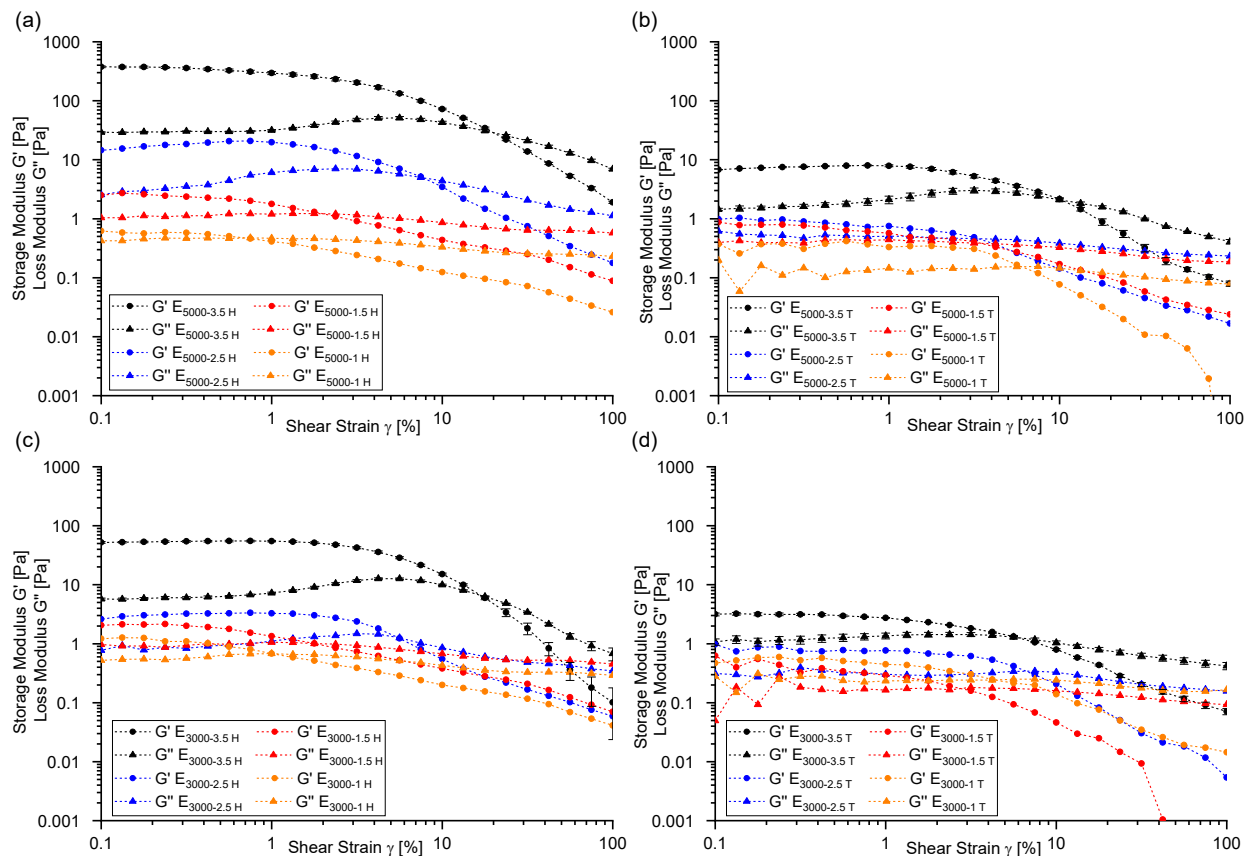 (a)
1000
100
10
1
0.1
0.01
0.001
Storage Modulus G' [Pa]
Loss Modulus G" [Pa]
G' E5000-3.5 H
G" E5000-3.5 H
G' E5000-2.5 H
G" E5000-2.5 H
G' E5000-1.5 H
G" E5000-1.5 H
G' E5000-1 H
G" E5000-1 H
0.1 1 10 100
Shear Strain γ [%]
(b)
1000
100
10
1
0.1
0.01
0.001
Storage Modulus G' [Pa]
Loss Modulus G" [Pa]
G' E5000-3.5 T
G" E5000-3.5 T
G' E5000-2.5 T
G" E5000-2.5 T
G' E5000-1.5 T
G" E5000-1.5 T
G' E5000-1 T
G" E5000-1 T
0.1 1 10 100
Shear Strain γ [%]
(c)
1000
100
10
1
0.1
0.01
0.001
Storage Modulus G' [Pa]
Loss Modulus G" [Pa]
G' E3000-3.5 H
G" E3000-3.5 H
G' E3000-2.5 H
G" E3000-2.5 H
G' E3000-1.5 H
G" E3000-1.5 H
G' E3000-1 H
G" E3000-1 H
0.1 1 10 100
Shear Strain γ [%]
(d)
1000
100
10
1
0.1
0.01
0.001
Storage Modulus G' [Pa]
Loss Modulus G" [Pa]
G' E3000-3.5 T
G" E3000-3.5 T
G' E3000-2.5 T
G" E3000-2.5 T
G' E3000-1.5 T
G" E3000-1.5 T
G' E3000-1 T
G" E3000-1 T
0.1 1 10 100
Shear Strain γ [%]